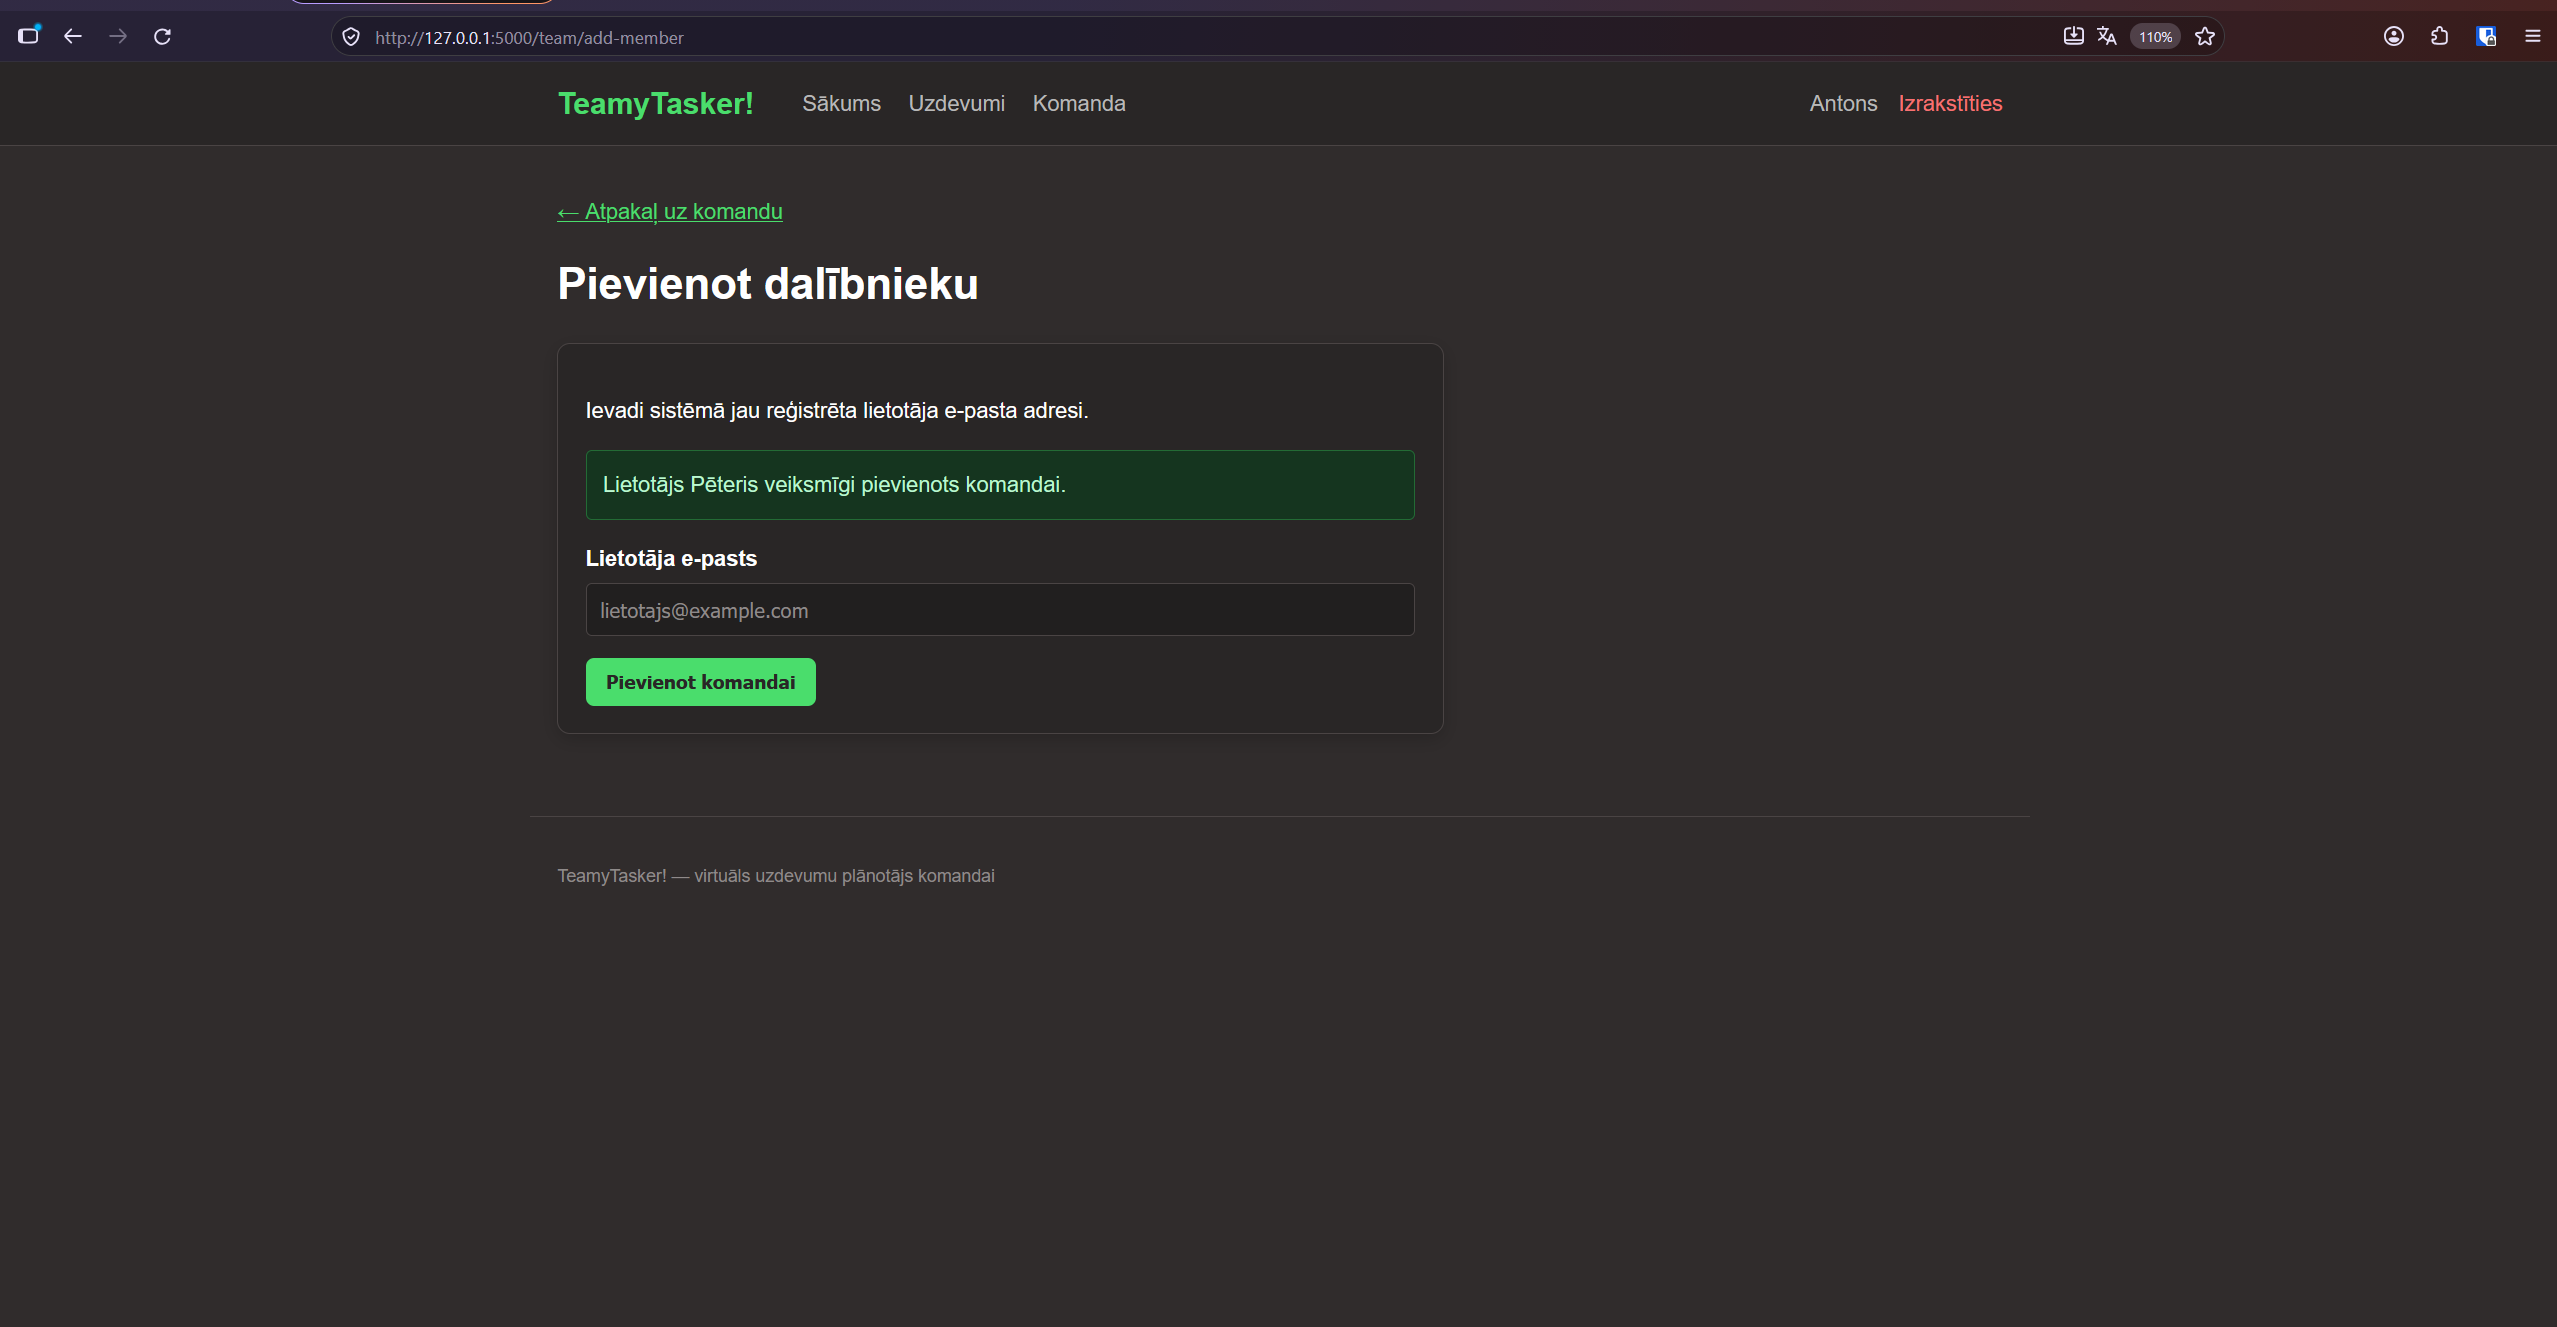 http://127.0.0.1:5000/team/add-member
110%
TeamyTasker!
Sākums
Uzdevumi
Komanda
Antons
Izrakstīties
← Atpakaļ uz komandu
Pievienot dalībnieku
Ievadi sistēmā jau reģistrēta lietotāja e-pasta adresi.
Lietotājs Pēteris veiksmīgi pievienots komandai.
Lietotāja e-pasts
lietotajs@example.com
Pievienot komandai
TeamyTasker! — virtuāls uzdevumu plānotājs komandai